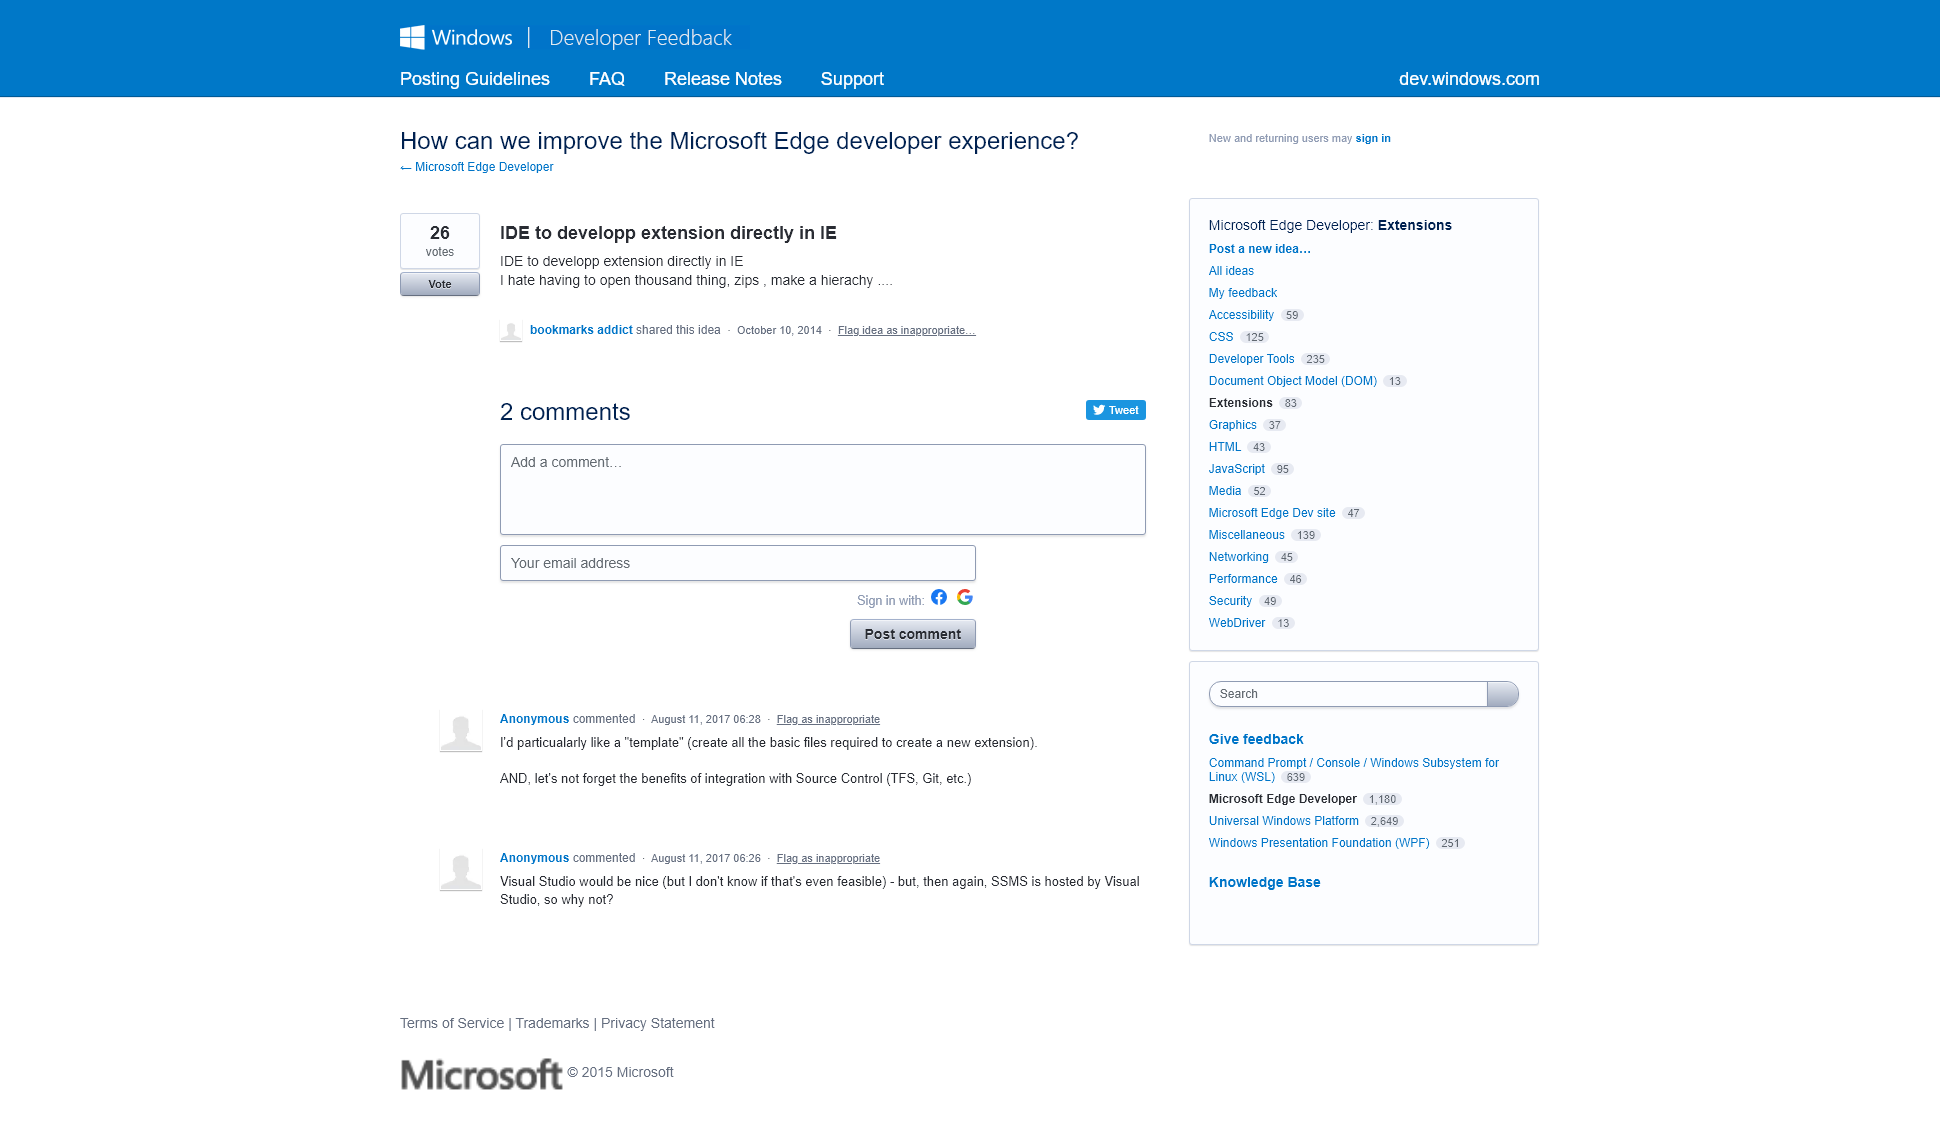 Windows | Developer Feedback
Posting Guidelines FAQ Release Notes Support dev.windows.com
How can we improve the Microsoft Edge developer experience?
← Microsoft Edge Developer
New and returning users may sign in
26
votes
Vote
IDE to developp extension directly in IE
IDE to developp extension directly in IE
I hate having to open thousand thing, zips , make a hierachy ....
bookmarks addict shared this idea · October 10, 2014 · Flag idea as inappropriate…
2 comments
Tweet
Add a comment…
Your email address
Sign in with:
Post comment
Anonymous commented · August 11, 2017 06:28 · Flag as inappropriate
I'd particualarly like a "template" (create all the basic files required to create a new extension).
AND, let's not forget the benefits of integration with Source Control (TFS, Git, etc.)
Anonymous commented · August 11, 2017 06:26 · Flag as inappropriate
Visual Studio would be nice (but I don't know if that's even feasible) - but, then again, SSMS is hosted by Visual
Studio, so why not?
Microsoft Edge Developer: Extensions
Post a new idea…
All ideas
My feedback
Accessibility 59
CSS 125
Developer Tools 235
Document Object Model (DOM) 13
Extensions 83
Graphics 37
HTML 43
JavaScript 95
Media 52
Microsoft Edge Dev site 47
Miscellaneous 139
Networking 45
Performance 46
Security 49
WebDriver 13
Search
Give feedback
Command Prompt / Console / Windows Subsystem for
Linux (WSL) 639
Microsoft Edge Developer 1,180
Universal Windows Platform 2,649
Windows Presentation Foundation (WPF) 251
Knowledge Base
Terms of Service | Trademarks | Privacy Statement
Microsoft © 2015 Microsoft